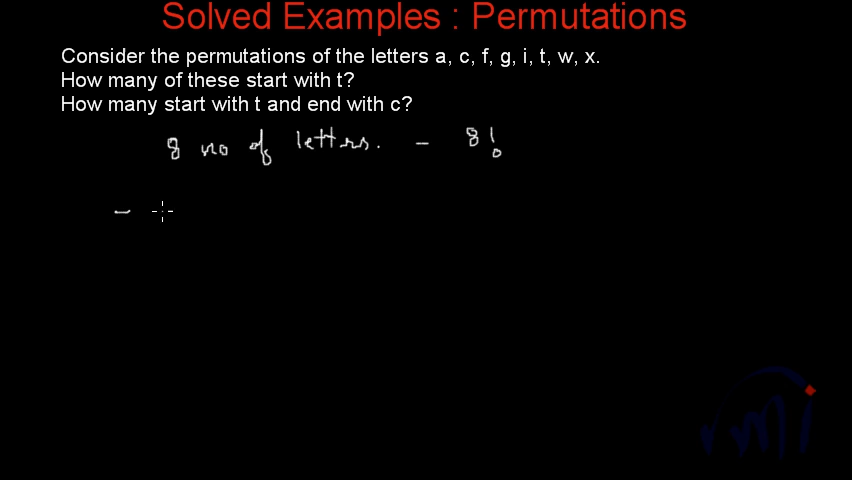 Solved Examples : Permutations
Consider the permutations of the letters a, c, f, g, i, t, w, x.
How many of these start with t?
How many start with t and end with c?
8 no of letters. - 8!
-